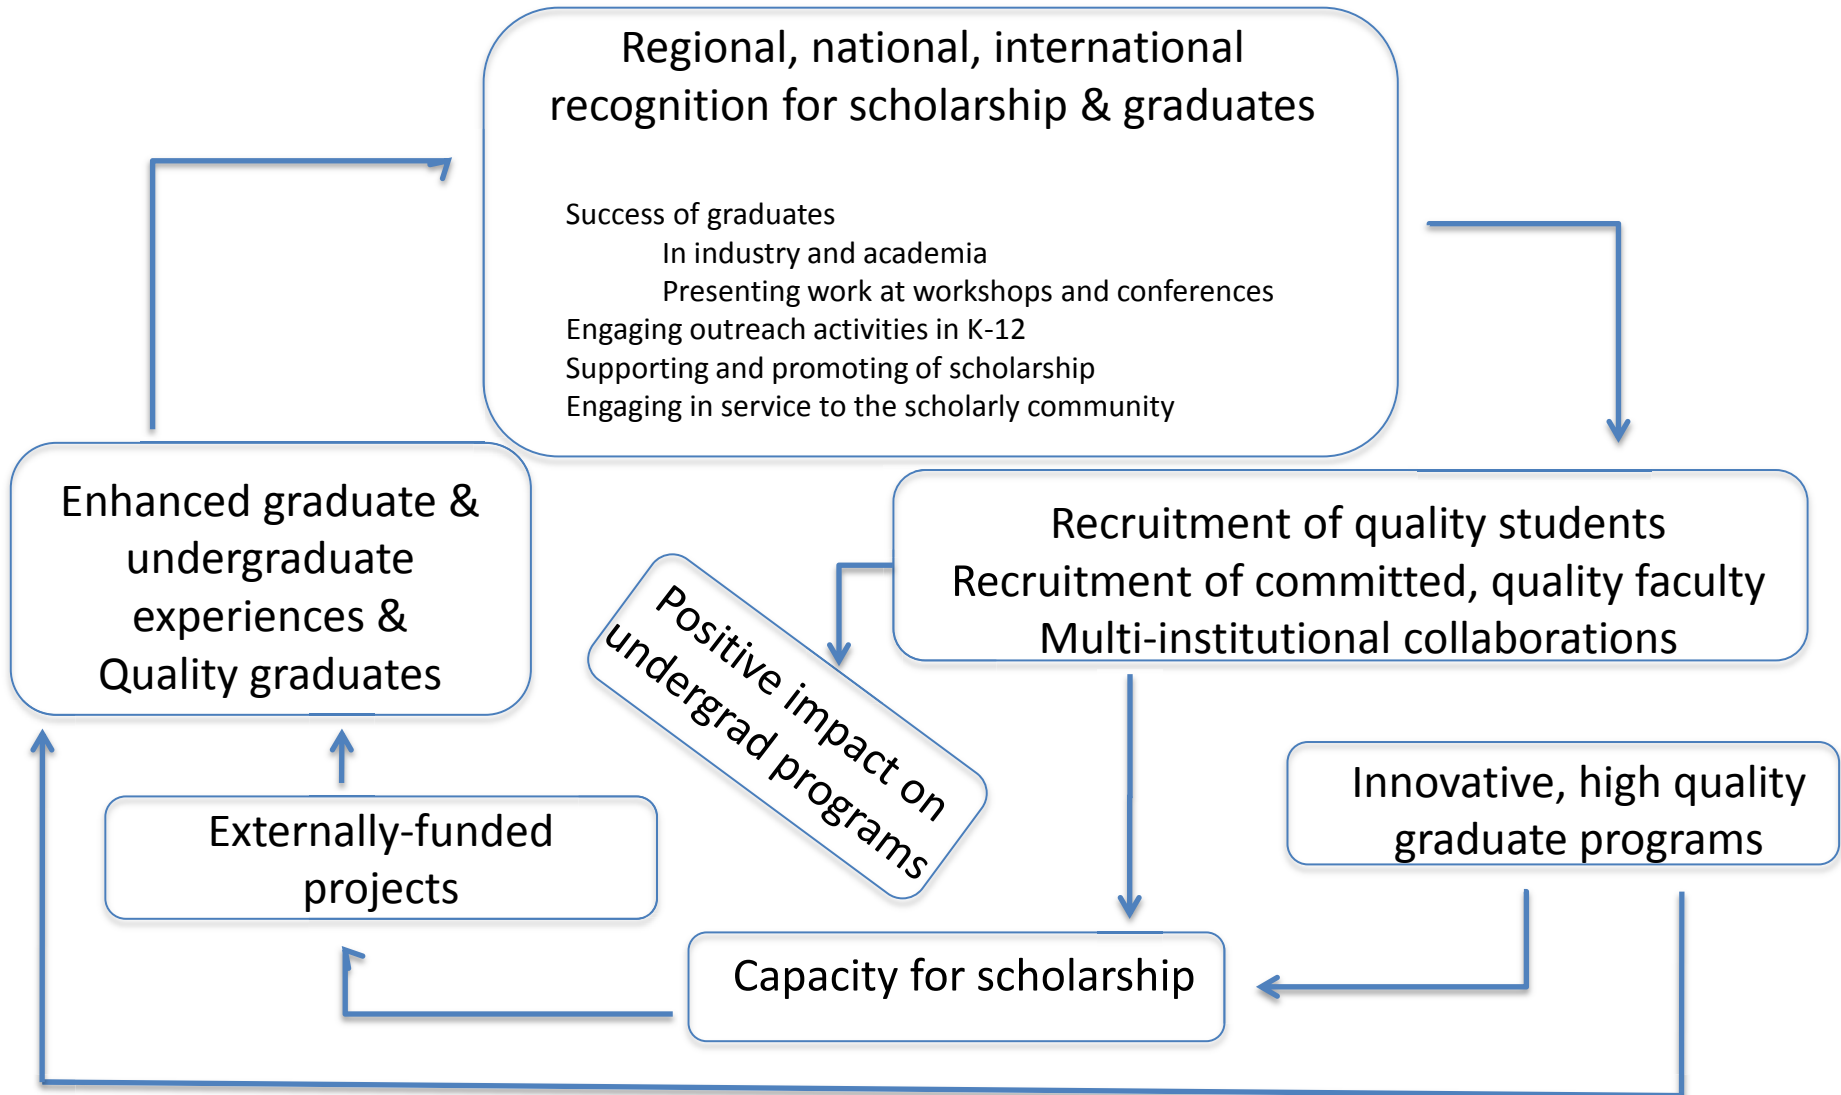 Regional, national, international
recognition for scholarship & graduates
Success of graduates
In industry and academia
Presenting work at workshops and conferences
Engaging outreach activities in K-12
Supporting and promoting of scholarship
Engaging in service to the scholarly community
Enhanced graduate &
undergraduate
experiences &
Quality graduates
Recruitment of quality students
Recruitment of committed, quality faculty
Multi-institutional collaborations
Positive impact on
undergrad programs
Innovative, high quality
graduate programs
Externally-funded
projects
Capacity for scholarship